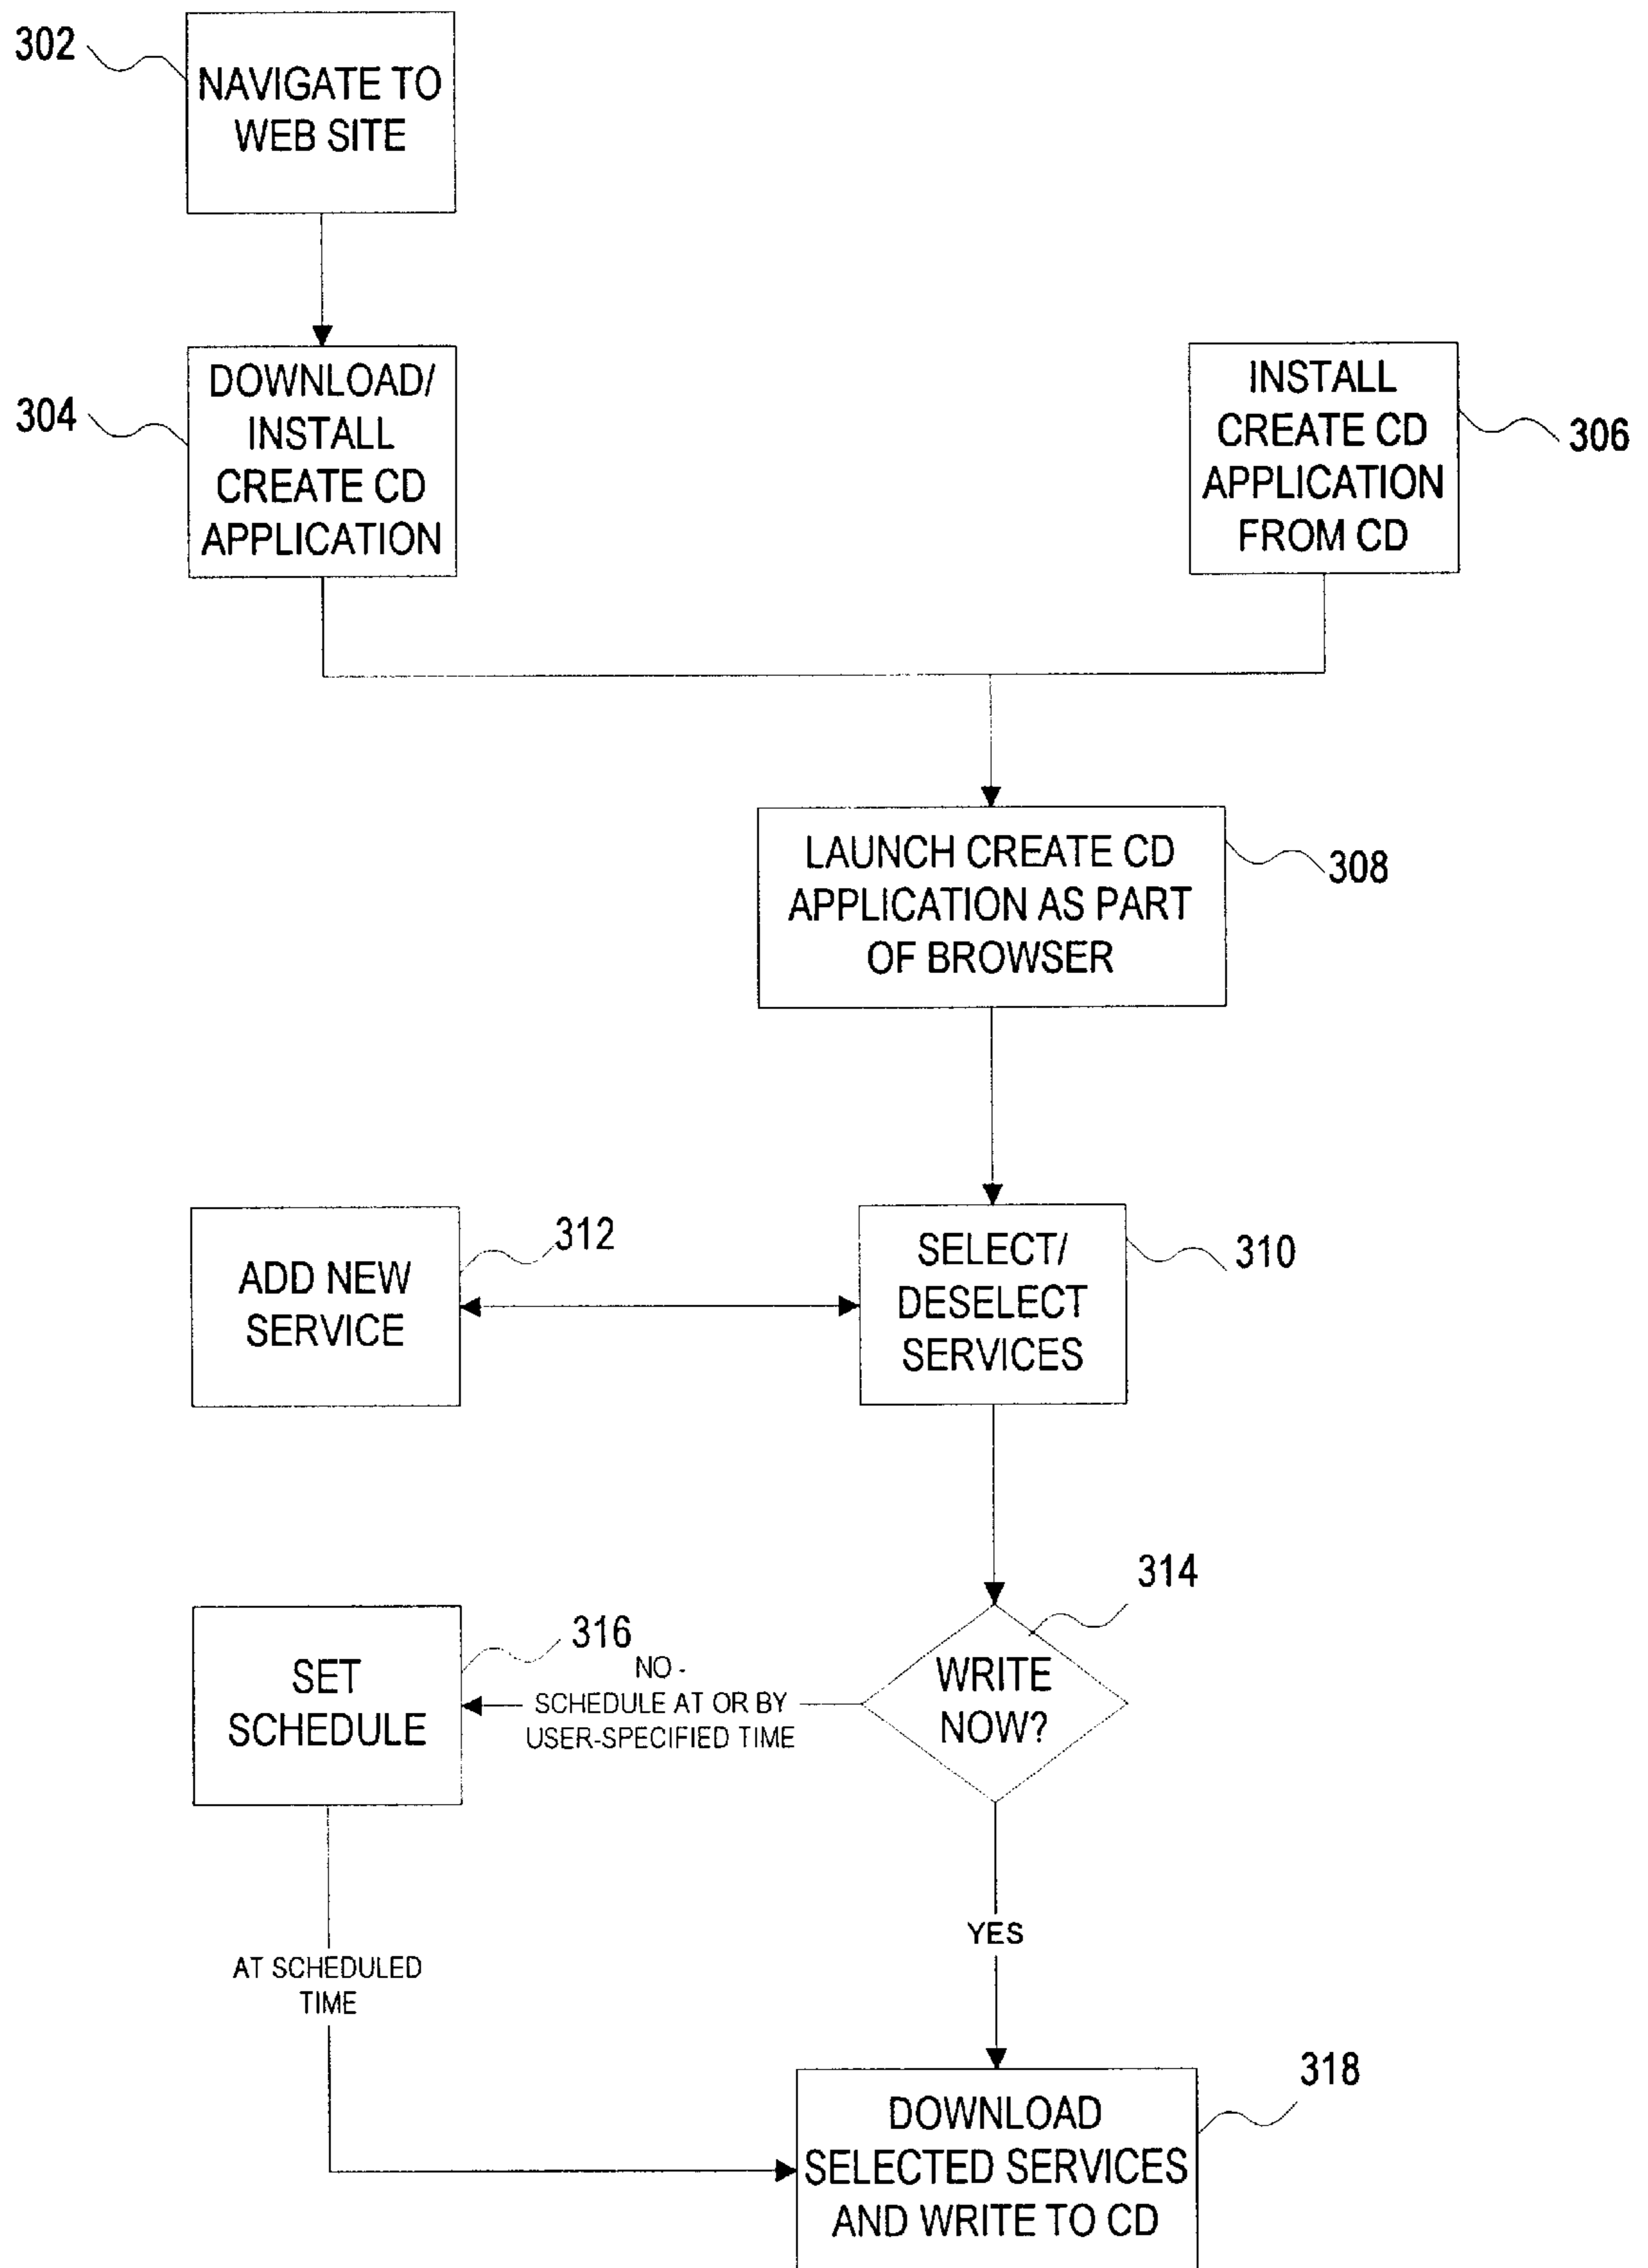 302
NAVIGATE TO
WEB SITE
304
DOWNLOAD/
INSTALL
CREATE CD
APPLICATION
INSTALL
CREATE CD
APPLICATION
FROM CD
306
LAUNCH CREATE CD
APPLICATION AS PART
OF BROWSER
308
ADD NEW
SERVICE
312
SELECT/
DESELECT
SERVICES
310
314
WRITE
NOW?
316
NO -
SCHEDULE AT OR BY
USER-SPECIFIED TIME
SET
SCHEDULE
YES
AT SCHEDULED
TIME
318
DOWNLOAD
SELECTED SERVICES
AND WRITE TO CD